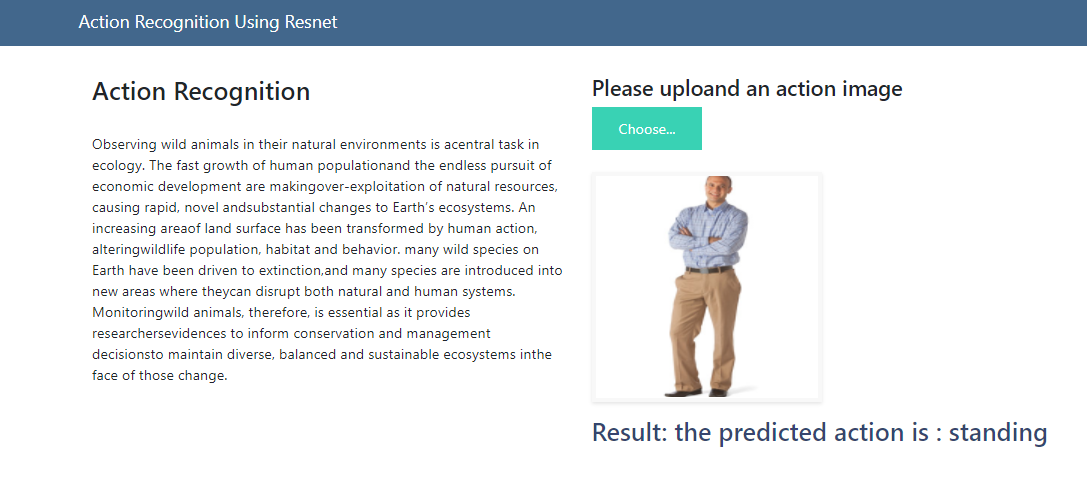 Action Recognition Using Resnet
Action Recognition
Observing wild animals in their natural environments is acentral task in
ecology. The fast growth of human populationand the endless pursuit of
economic development are makingover-exploitation of natural resources,
causing rapid, novel andsubstantial changes to Earth's ecosystems. An
increasing areaof land surface has been transformed by human action,
alteringwildlife population, habitat and behavior. many wild species on
Earth have been driven to extinction,and many species are introduced into
new areas where theycan disrupt both natural and human systems.
Monitoringwild animals, therefore, is essential as it provides
researchersevidences to inform conservation and management
decisionsto maintain diverse, balanced and sustainable ecosystems inthe
face of those change.
Please uploand an action image
Choose...
Result: the predicted action is : standing